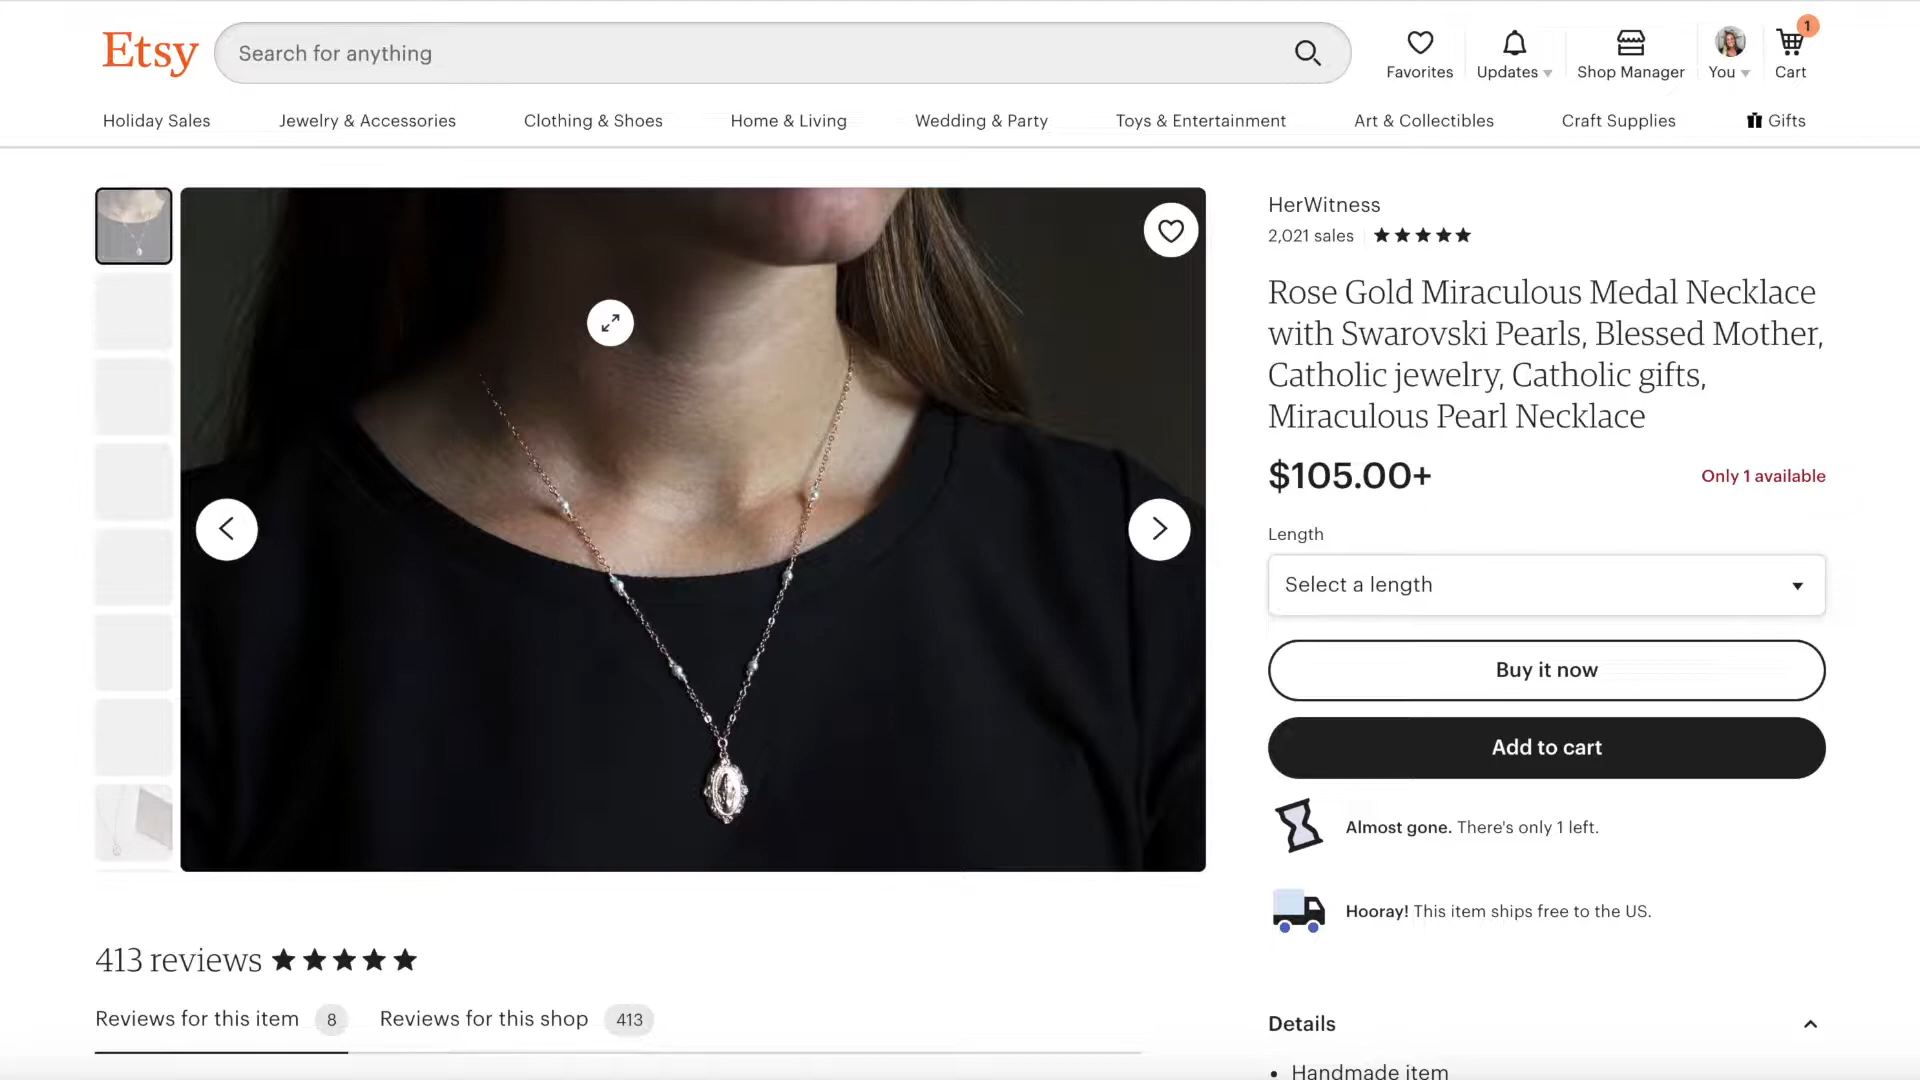 Etsy
Search for anything
Favorites
Updates
Shop Manager
You
1
Cart
Holiday Sales
Jewelry & Accessories
Clothing & Shoes
Home & Living
Wedding & Party
Toys & Entertainment
Art & Collectibles
Craft Supplies
Gifts
HerWitness
2,021 sales
Rose Gold Miraculous Medal Necklace
with Swarovski Pearls, Blessed Mother,
Catholic jewelry, Catholic gifts,
Miraculous Pearl Necklace
$105.00+
Only 1 available
Length
Select a length
Buy it now
Add to cart
Almost gone. There's only 1 left.
Hooray! This item ships free to the US.
413 reviews
Reviews for this item 8
Reviews for this shop 413
Details
• Handmade item